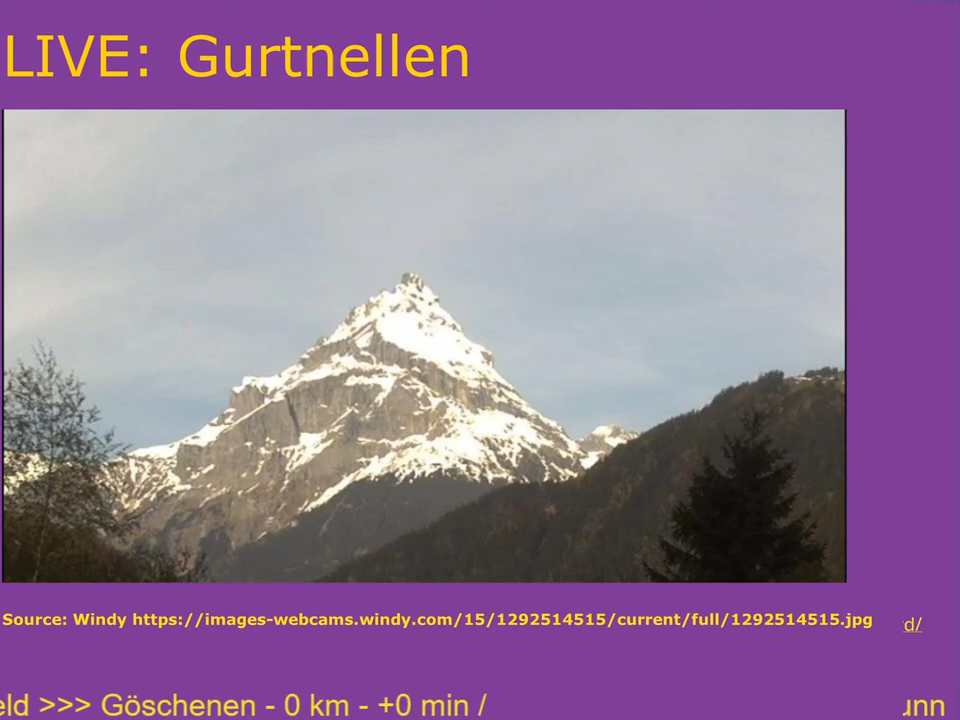 LIVE: Gurtnellen
Source: Windy https://images-webcams.windy.com/15/1292514515/current/full/1292514515.jpg d/
eld >>> Göschenen - 0 km - +0 min /